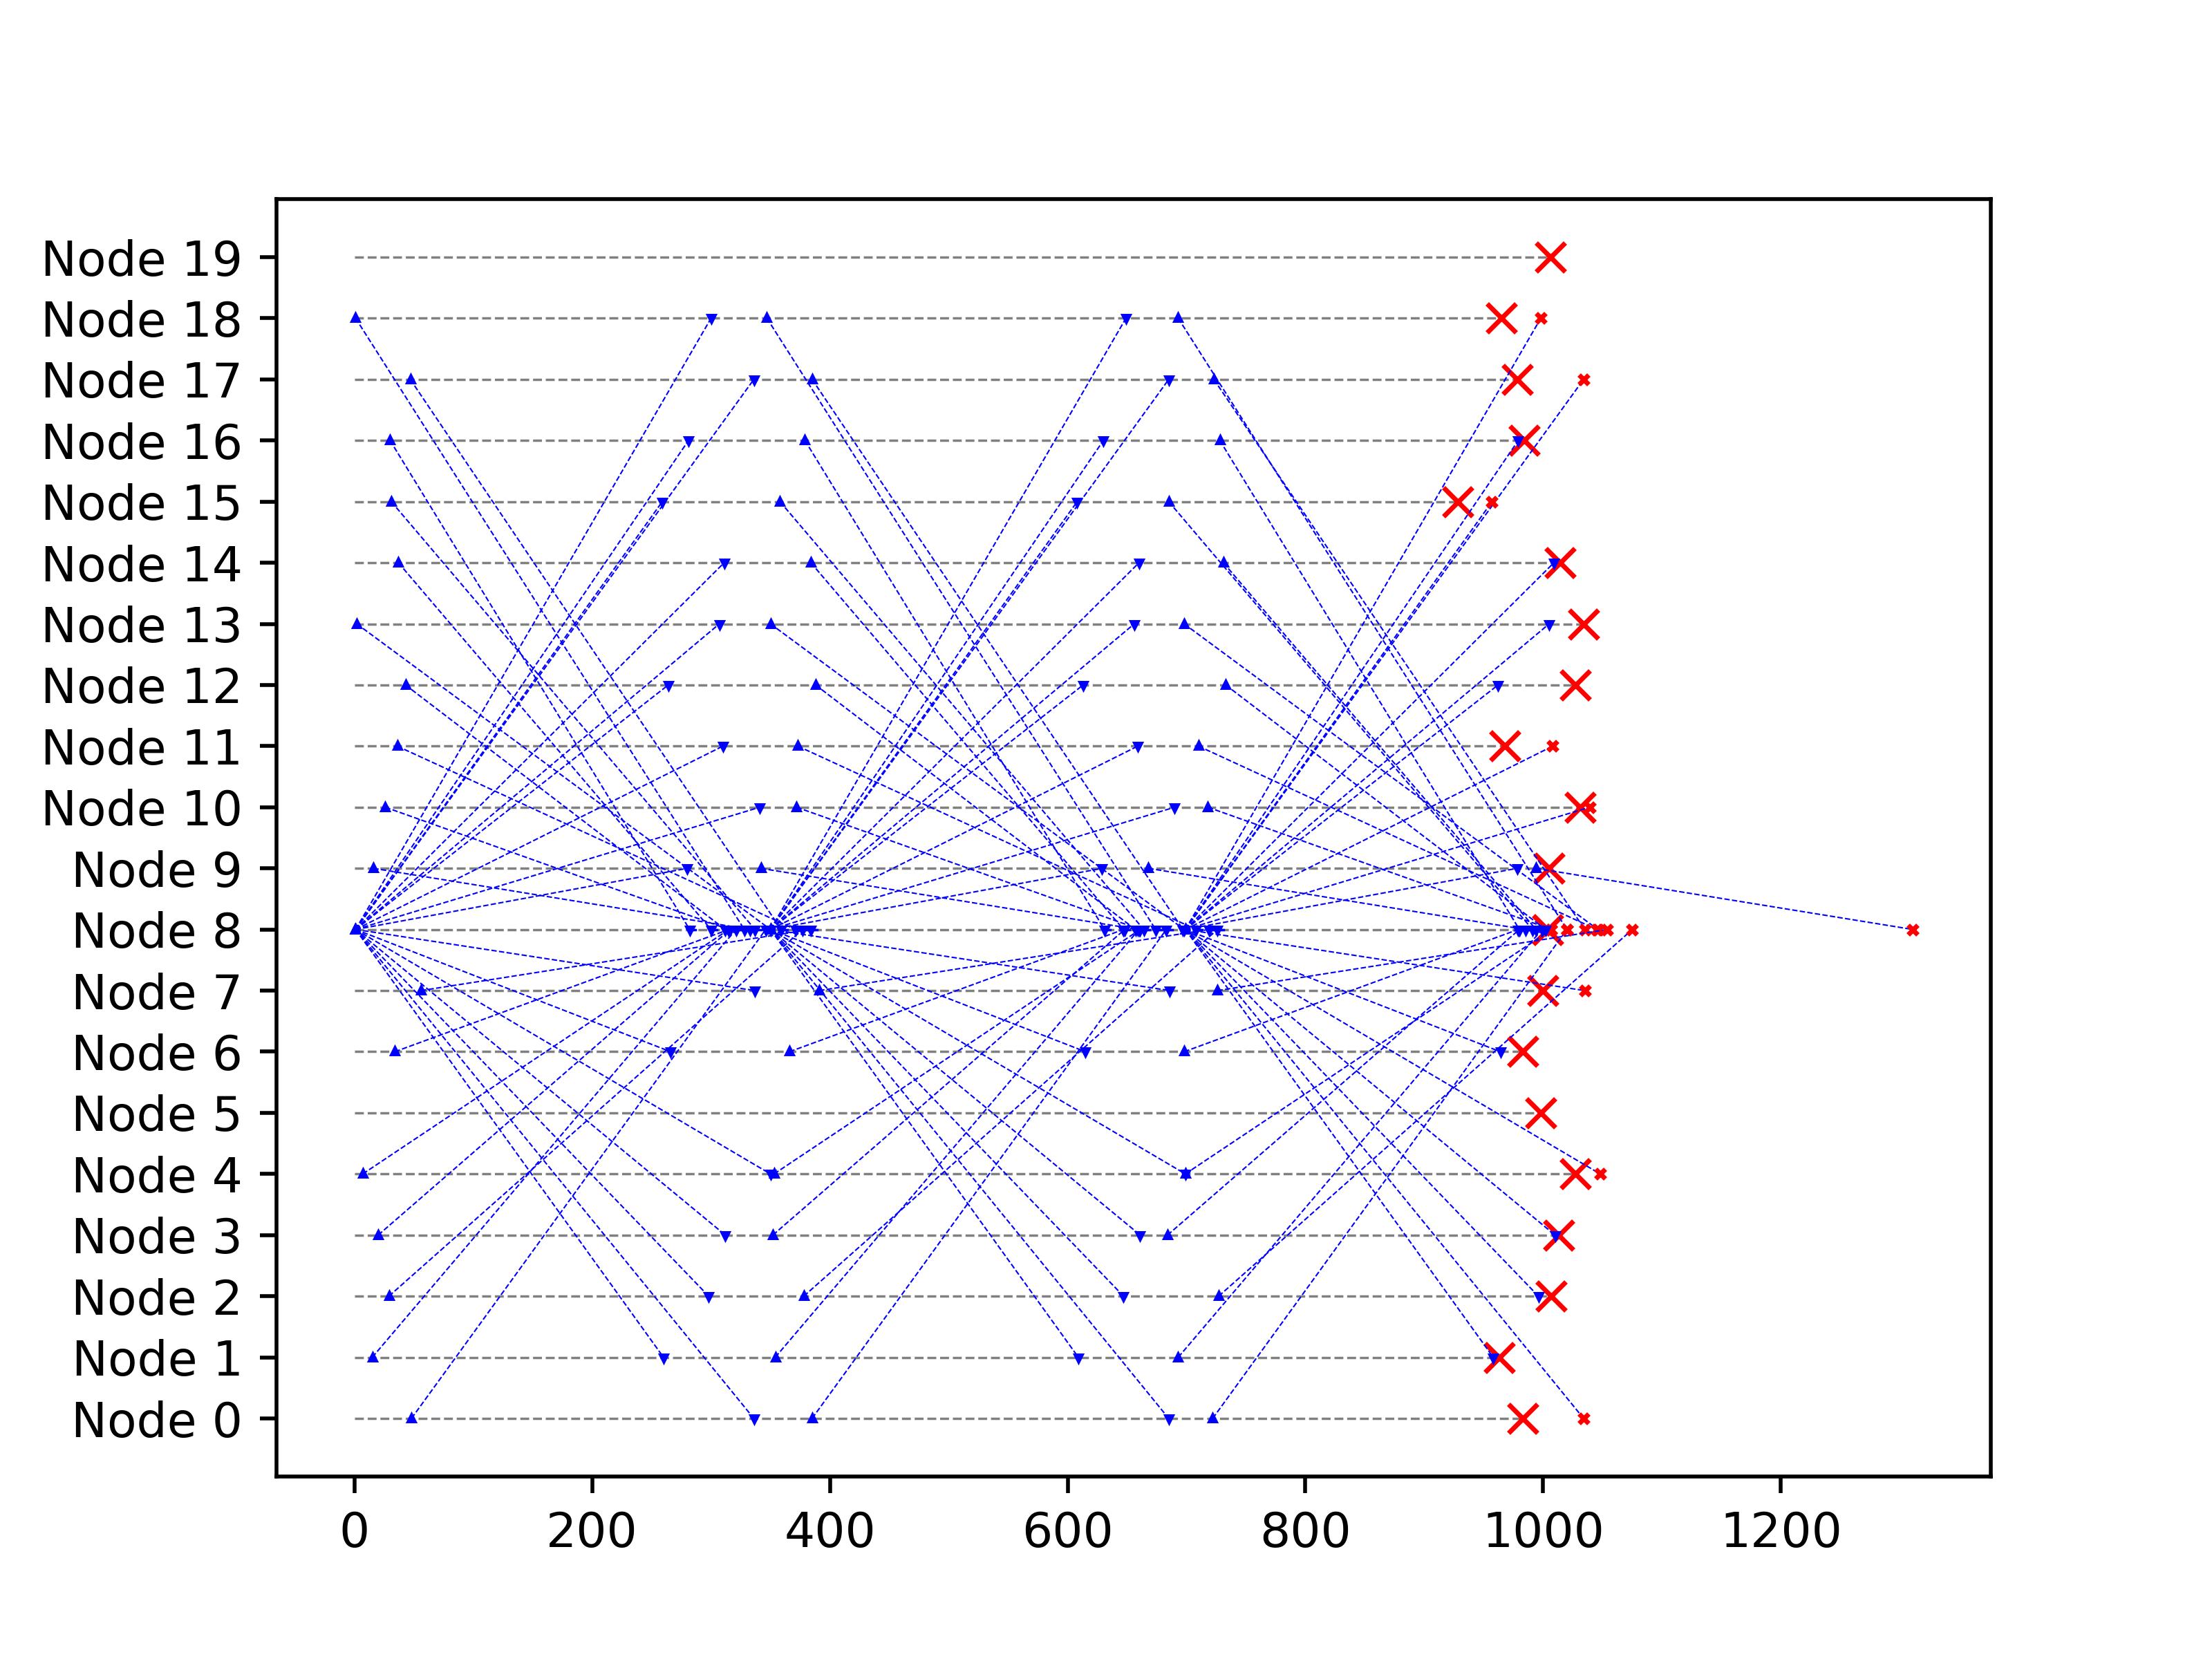 Node 19
Node 18
Node 17
Node 16
Node 15
Node 14
Node 13
Node 12
Node 11
Node 10
Node 9
Node 8
Node 7
Node 6
Node 5
Node 4
Node 3
Node 2
Node 1
Node 0
0 200 400 600 800 1000 1200